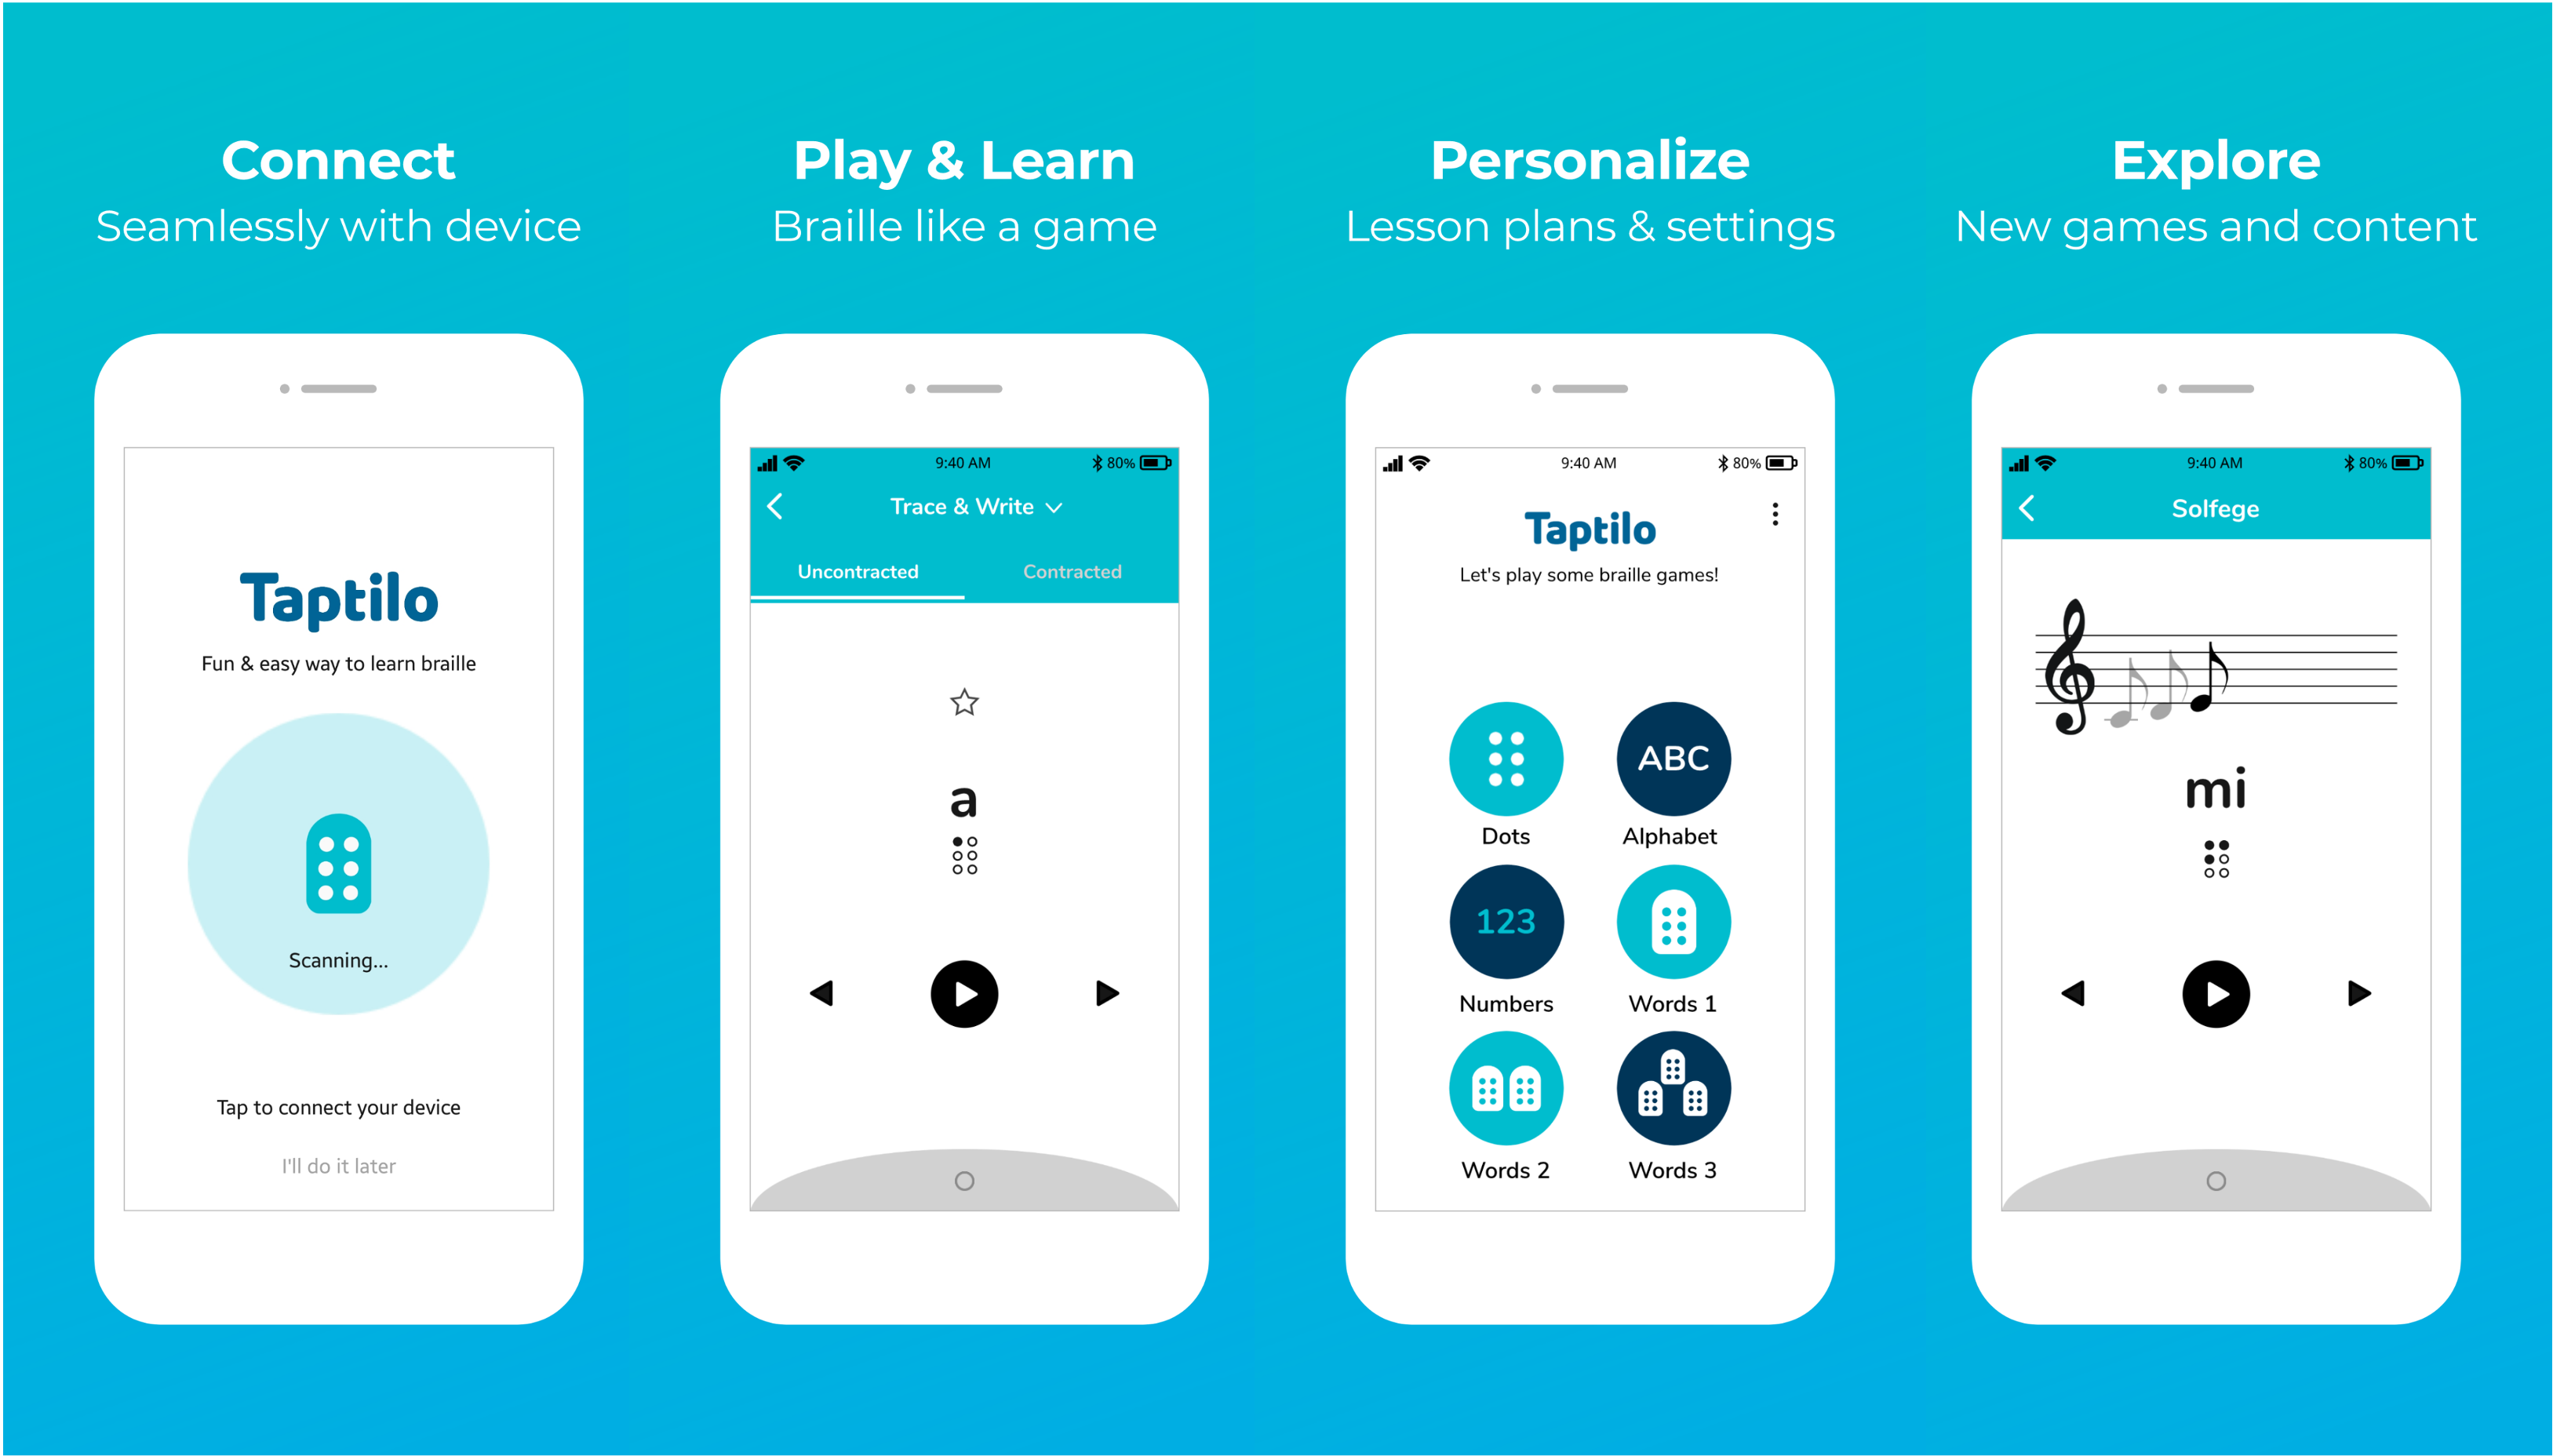 Connect
Seamlessly with device
Taptilo
Fun & easy way to learn braille
Scanning...
Tap to connect your device
I'll do it later
Play & Learn
Braille like a game
9:40 AM 80%
Trace & Write
Uncontracted Contracted
a
Personalize
Lesson plans & settings
9:40 AM 80%
Taptilo
Let's play some braille games!
ABC
Dots Alphabet
123
Numbers Words 1
Words 2 Words 3
Explore
New games and content
9:40 AM 80%
Solfege
mi